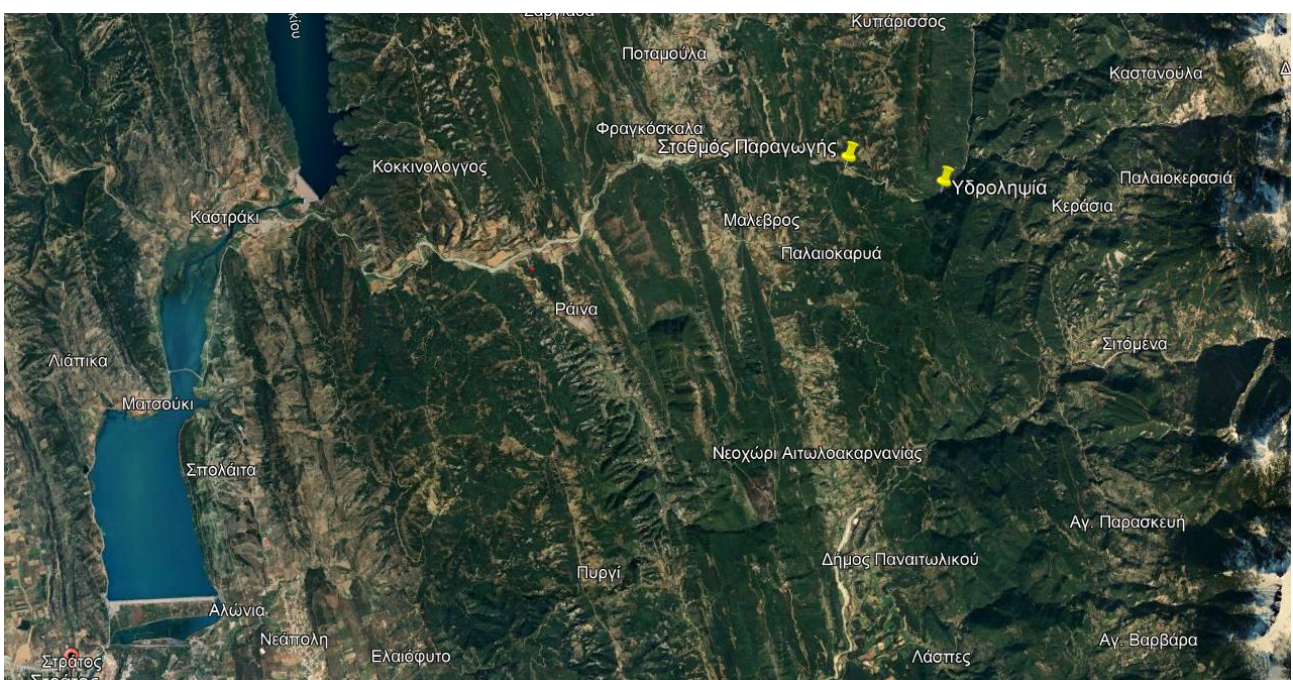 κίου
Κυπάρισσος
Ποταμούλα
Καστανούλα
Φραγκόσκαλα
Σταθμός Παραγωγής
Κοκκινολογγος
Υδροληψία
Παλαιοκερασιά
Κεράσια
Καστράκι
Μαλεβρος
Παλαιοκαρυά
Ράινα
Λιάπικα
Σιτόμενα
Ματσούκι
Σπολάιτα
Νεοχώρι Αιτωλοακαρνανίας
Αγ. Παρασκευή
Δήμος Παναιτωλικού
Πυργί
Αλώνια
Νεάπολη
Ελαιόφυτο
Λάσπες
Αγ. Βαρβάρα
Στράτος